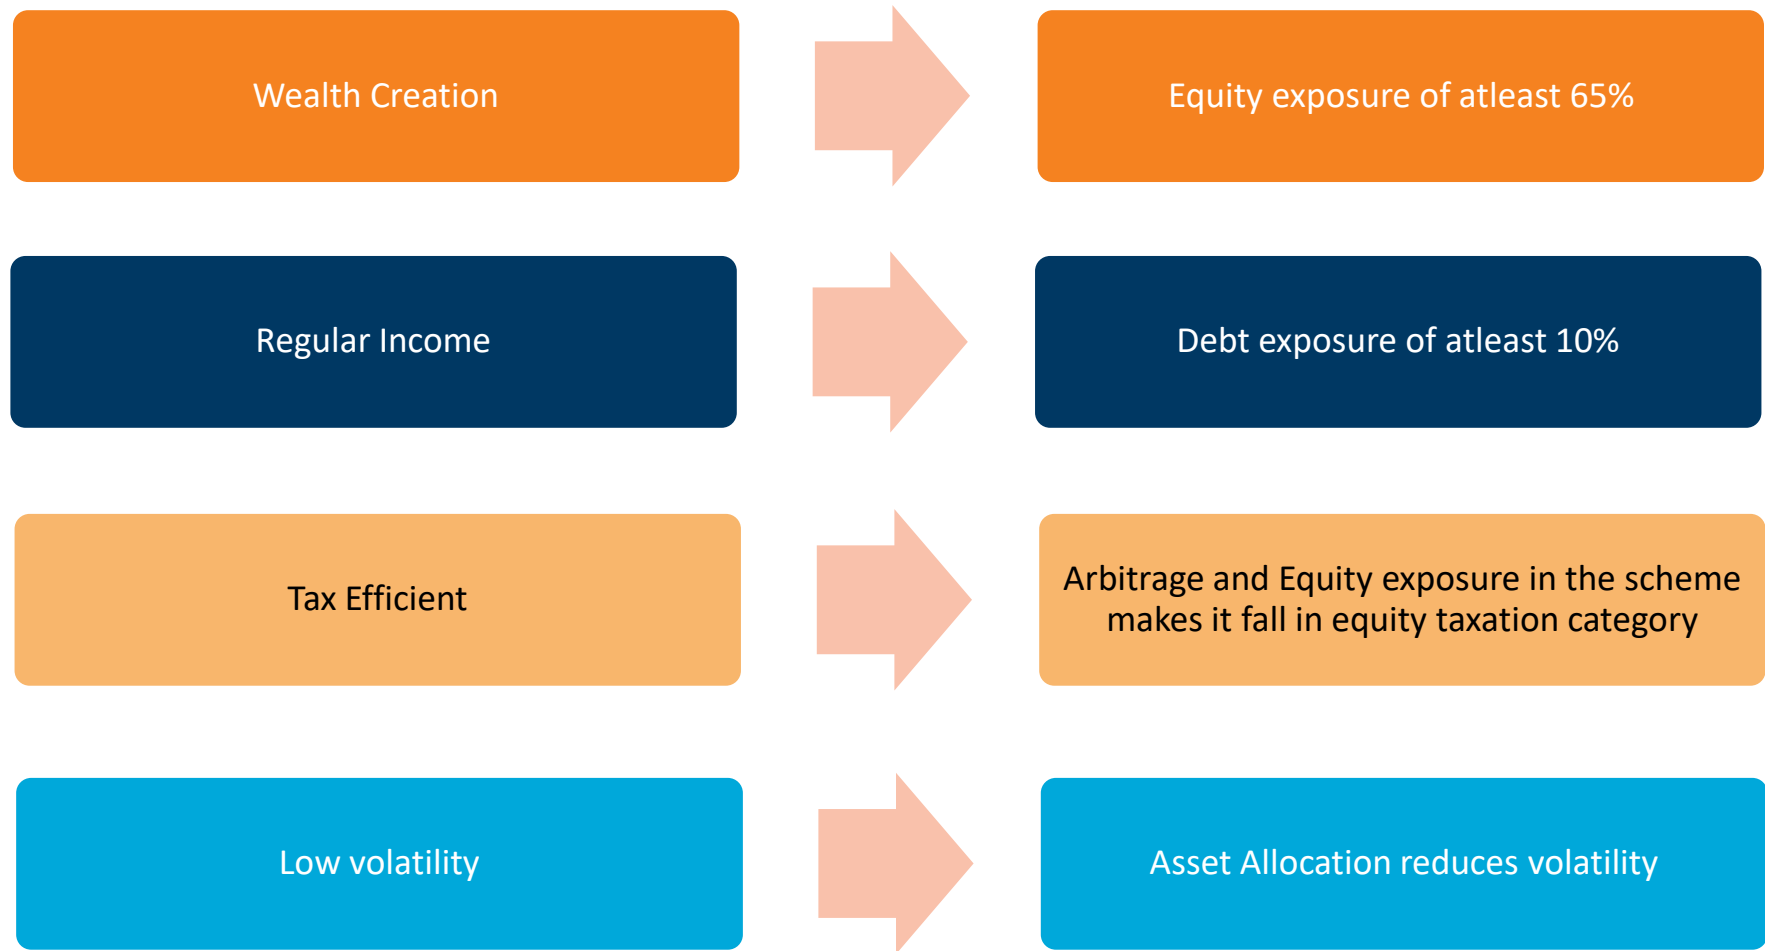 Wealth Creation
Equity exposure of atleast 65%
Regular Income
Debt exposure of atleast 10%
Tax Efficient
Arbitrage and Equity exposure in the scheme
makes it fall in equity taxation category
Low volatility
Asset Allocation reduces volatility